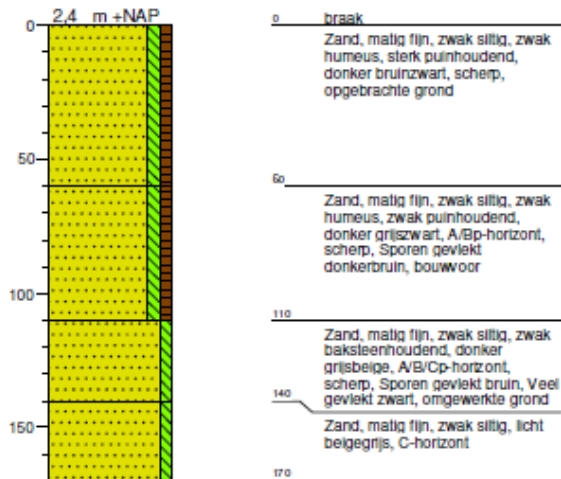 2,4 m +NAP
0
50
100
150
0 braak
Zand, matig fijn, zwak siltig, zwak
humeus, sterk puinhoudend,
donker bruinzwart, scherp,
opgebrachte grond
60
Zand, matig fijn, zwak siltig, zwak
humeus, zwak puinhoudend,
donker grijszwart, A/Bp-horizont,
scherp, Sporen gevlekt
donkerbruin, bouwvoor
110
Zand, matig fijn, zwak siltig, zwak
baksteenhoudend, donker
grijsbeige, A/B/Cp-horizont,
scherp, Sporen gevlekt bruin, Veel
gevlekt zwart, omgewerkte grond
140
Zand, matig fijn, zwak siltig, licht
beigegrijs, C-horizont
170